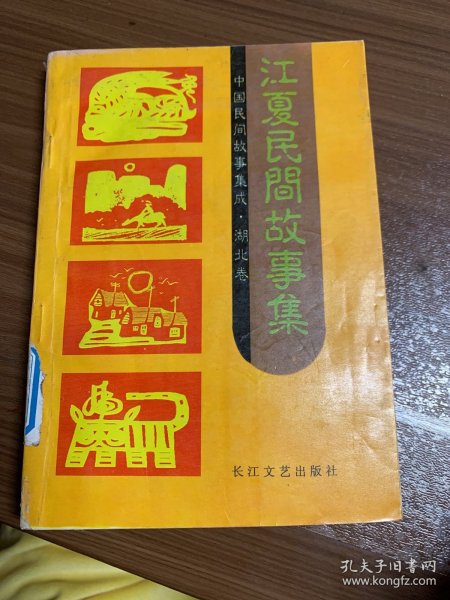 江夏民間故事集
中国民间故事集成·湖北卷
长江文艺出版社
孔夫子旧书网
www.kongfz.com